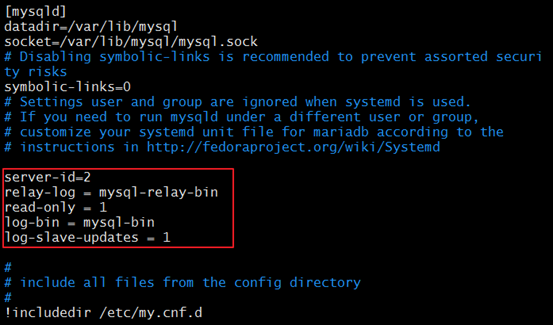 [mysqld]
datadir=/var/lib/mysql
socket=/var/lib/mysql/mysql.sock
# Disabling symbolic-links is recommended to prevent assorted securi
ty risks
symbolic-links=0
# Settings user and group are ignored when systemd is used.
# If you need to run mysqld under a different user or group,
# customize your systemd unit file for mariadb according to the
# instructions in http://fedoraproject.org/wiki/Systemd
server-id=2
relay-log = mysql-relay-bin
read-only = 1
log-bin = mysql-bin
log-slave-updates = 1
#
# include all files from the config directory
#
!includedir /etc/my.cnf.d